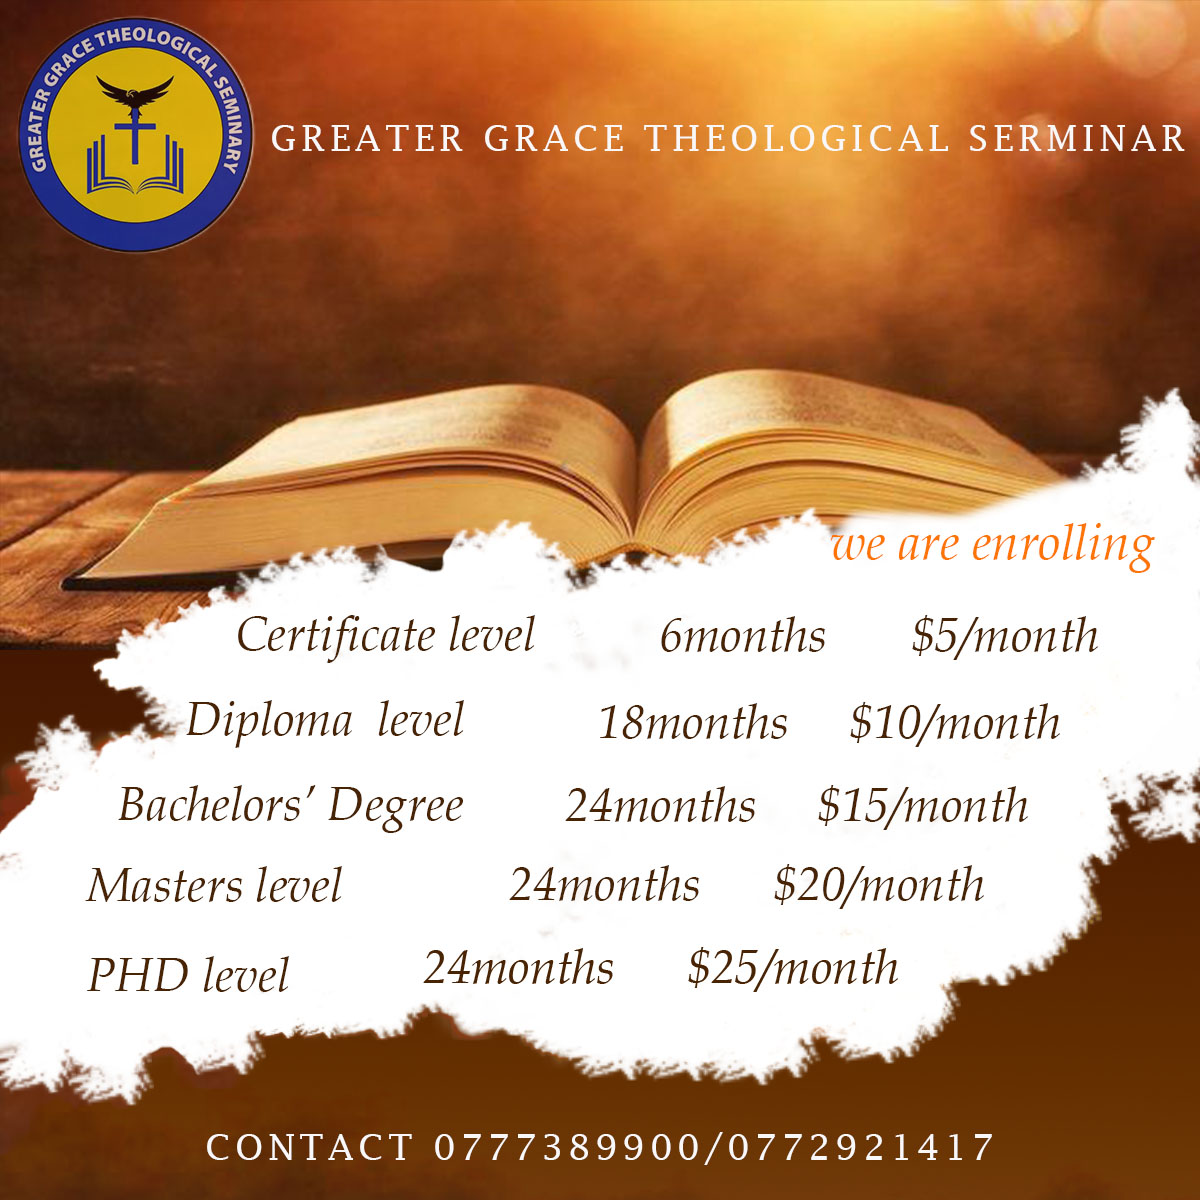 GREATER GRACE THEOLOGICAL SEMINARY
GREATER GRACE THEOLOGICAL SERMINAR
we are enrolling
Certificate level 6months $5/month
Diploma level 18months $10/month
Bachelors’ Degree 24months $15/month
Masters level 24months $20/month
PHD level 24months $25/month
CONTACT 0777389900/0772921417